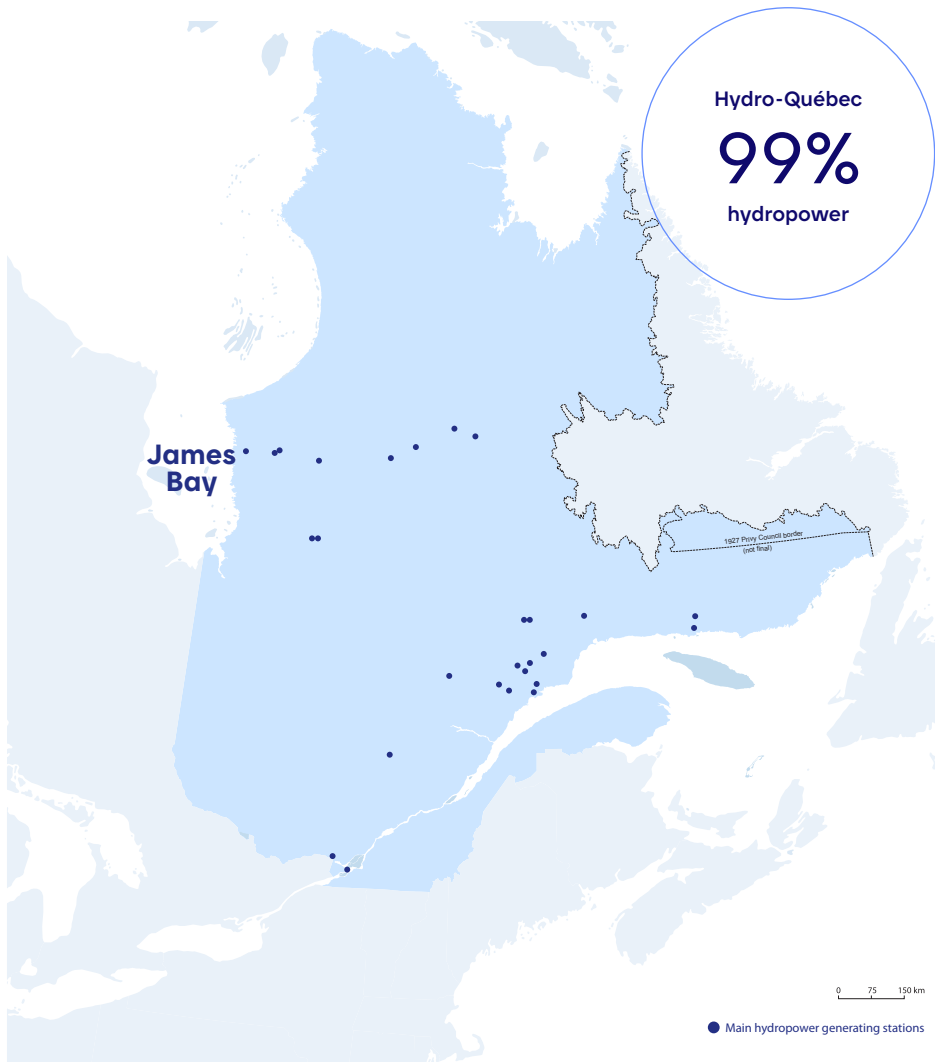 Hydro-Québec
99%
hydropower
James
Bay
1927 Privy Council border
(not final)
0 75 150 km
Main hydropower generating stations